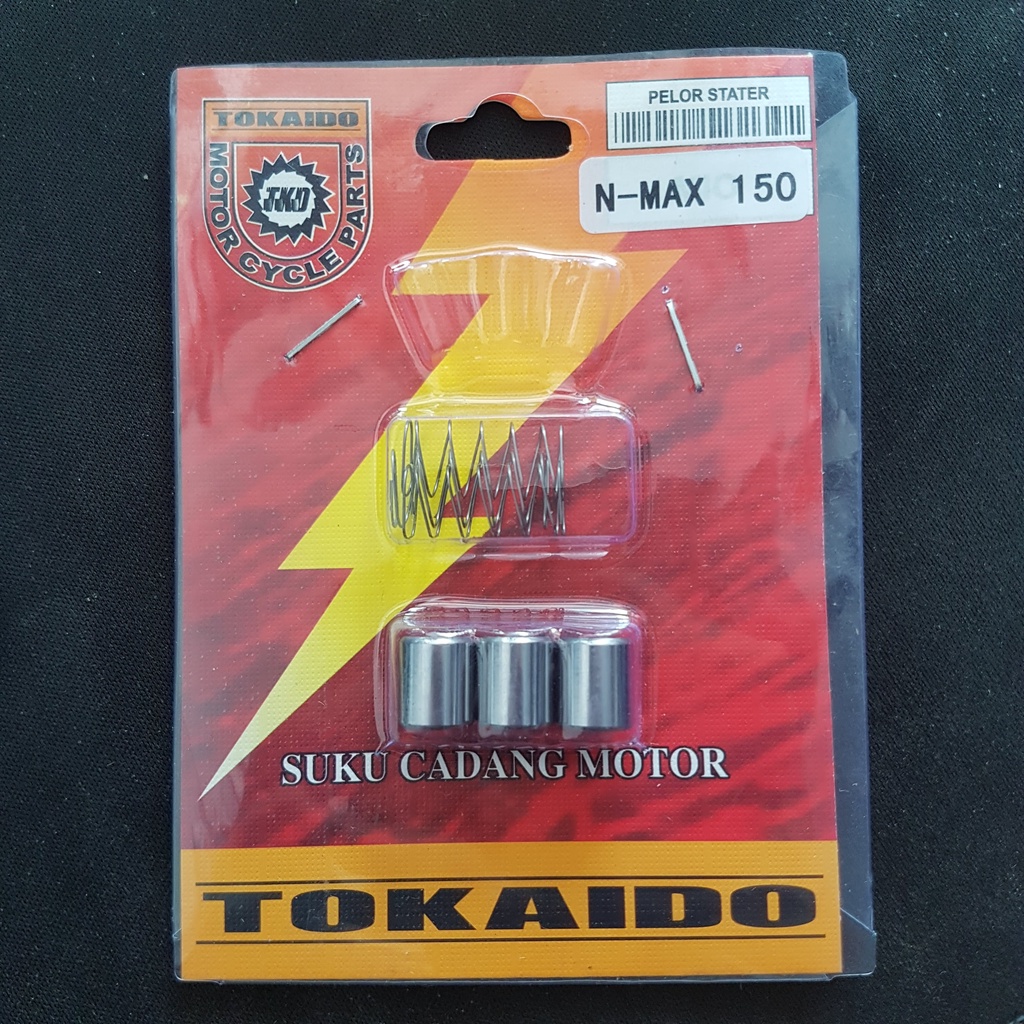 TOKAIDO
MOTOR CYCLE PARTS
TKD
PELOR STATER
N-MAX 150
SUKU CADANG MOTOR
TOKAIDO